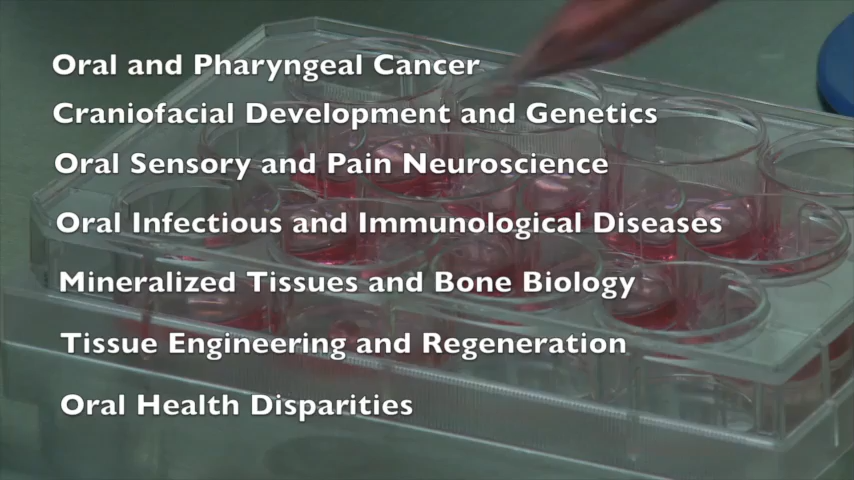 Oral and Pharyngeal Cancer
Craniofacial Development and Genetics
Oral Sensory and Pain Neuroscience
Oral Infectious and Immunological Diseases
Mineralized Tissues and Bone Biology
Tissue Engineering and Regeneration
Oral Health Disparities